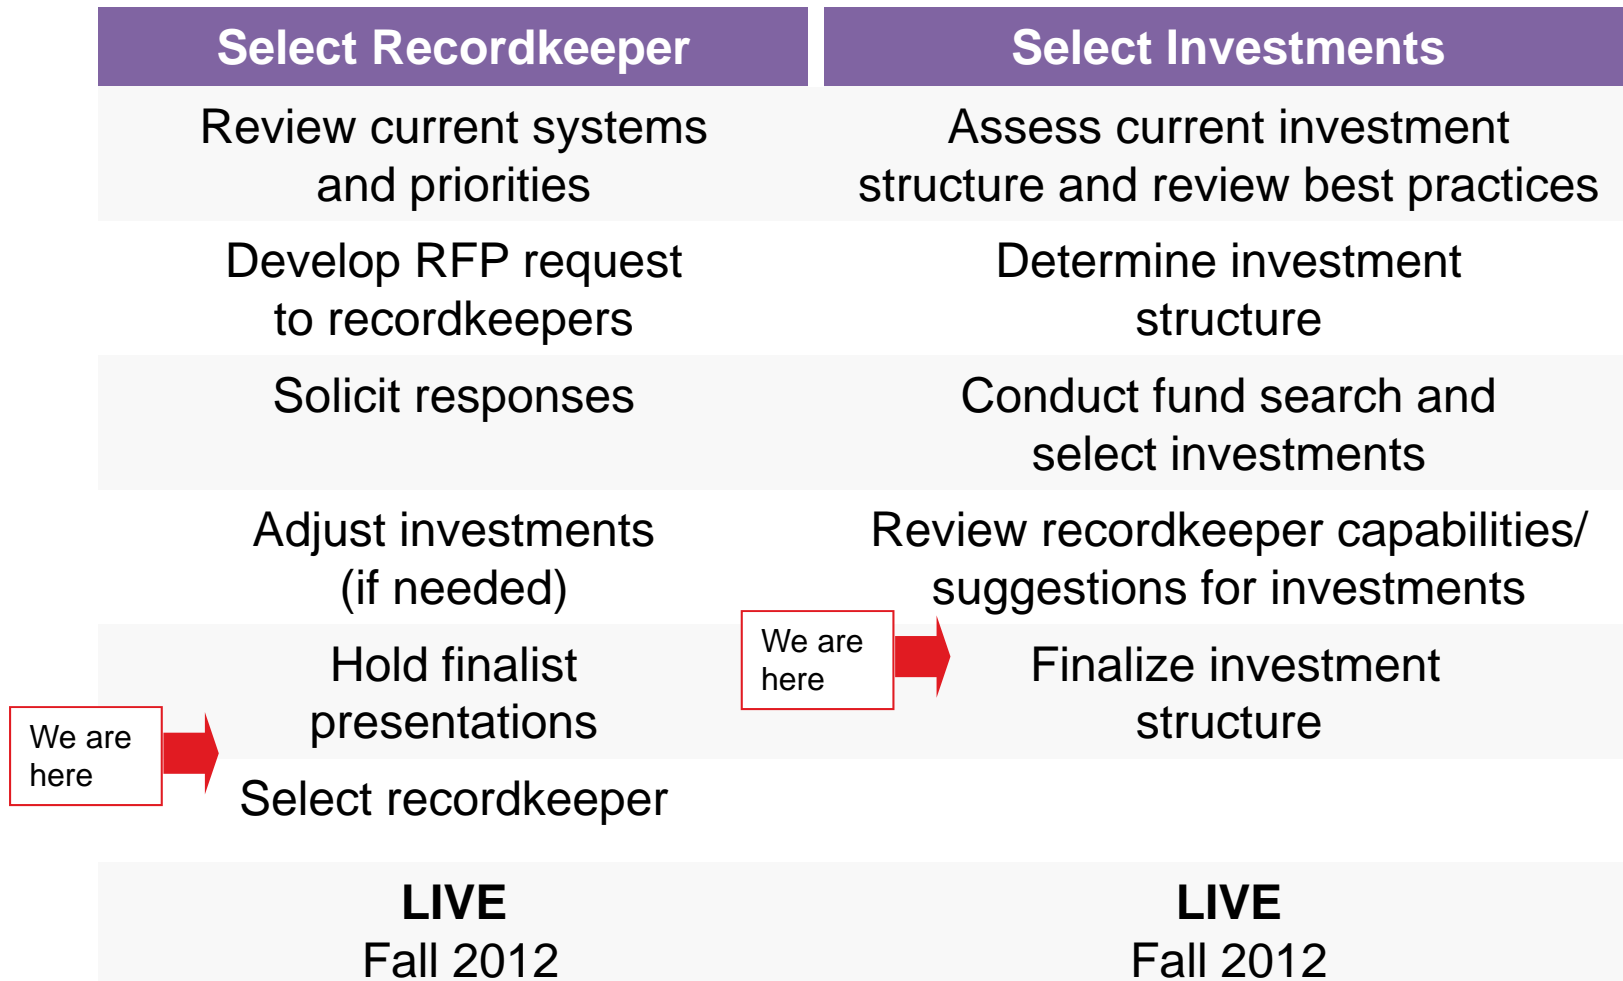 Select Recordkeeper
Select Investments
Review current systems
and priorities
Assess current investment
structure and review best practices
Develop RFP request
to recordkeepers
Determine investment
structure
Solicit responses
Conduct fund search and
select investments
Adjust investments
(if needed)
Review recordkeeper capabilities/
suggestions for investments
Hold finalist
presentations
We are
here
Finalize investment
structure
We are
here
Select recordkeeper
LIVE
Fall 2012
LIVE
Fall 2012